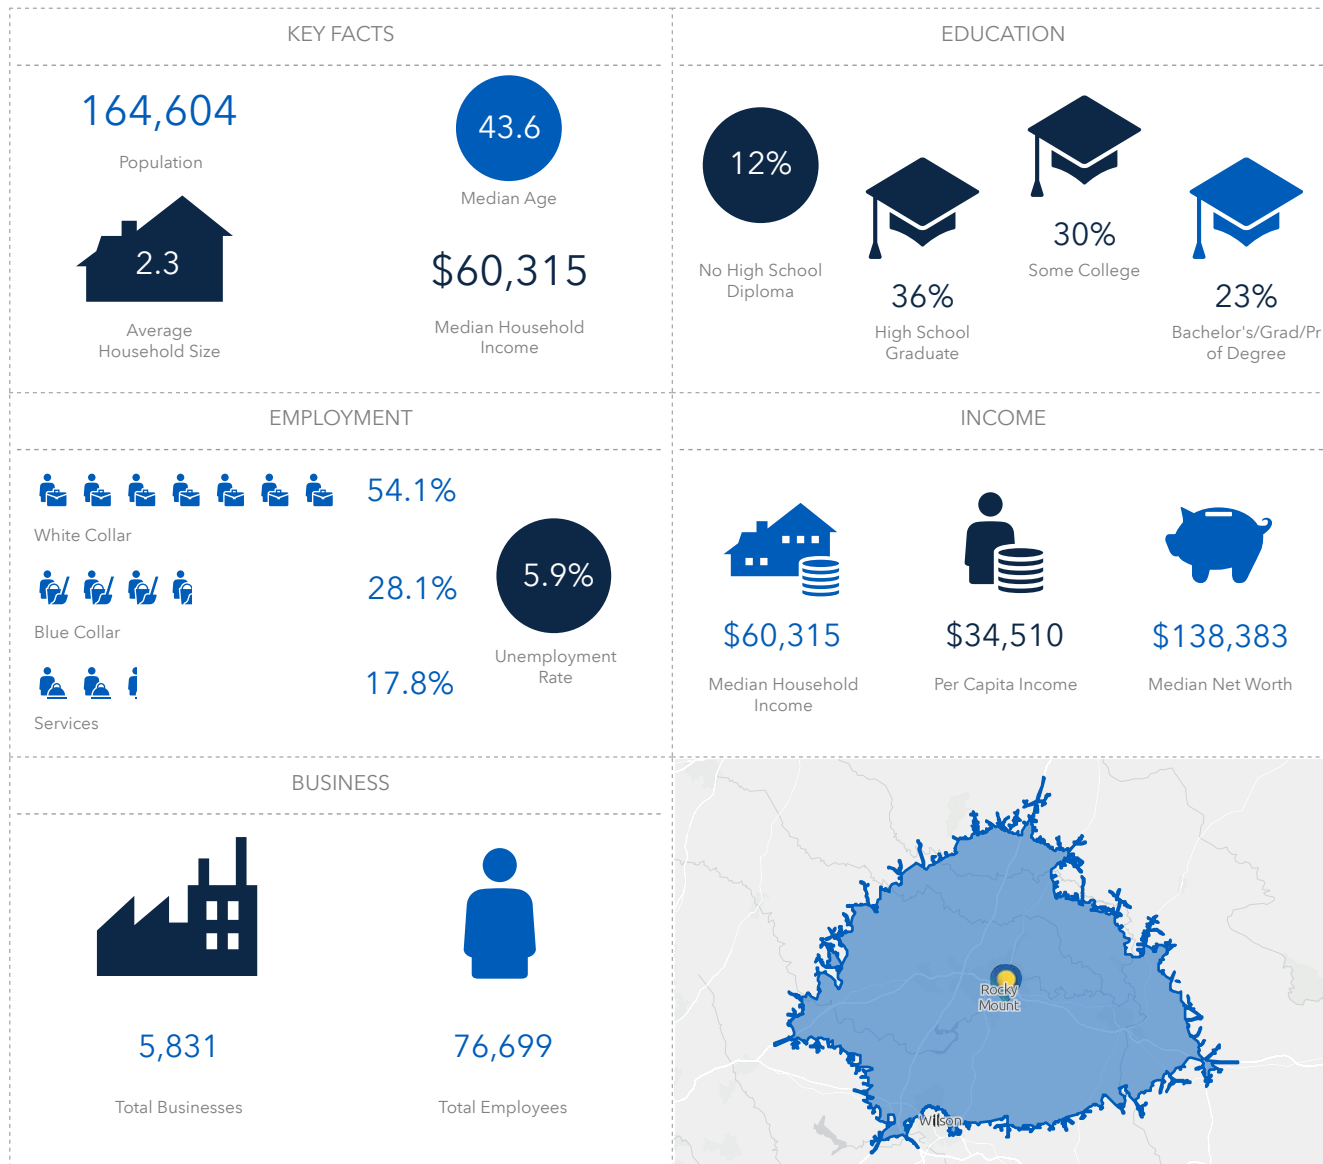 KEY FACTS
164,604
Population
43.6
Median Age
2.3
Average
Household Size
$60,315
Median Household
Income
EDUCATION
12%
No High School
Diploma
36%
High School
Graduate
30%
Some College
23%
Bachelor's/Grad/Pr
of Degree
EMPLOYMENT
54.1%
White Collar
28.1%
Blue Collar
17.8%
Services
5.9%
Unemployment
Rate
INCOME
$60,315
Median Household
Income
$34,510
Per Capita Income
$138,383
Median Net Worth
BUSINESS
5,831
Total Businesses
76,699
Total Employees
Rocky
Mount
Wilson